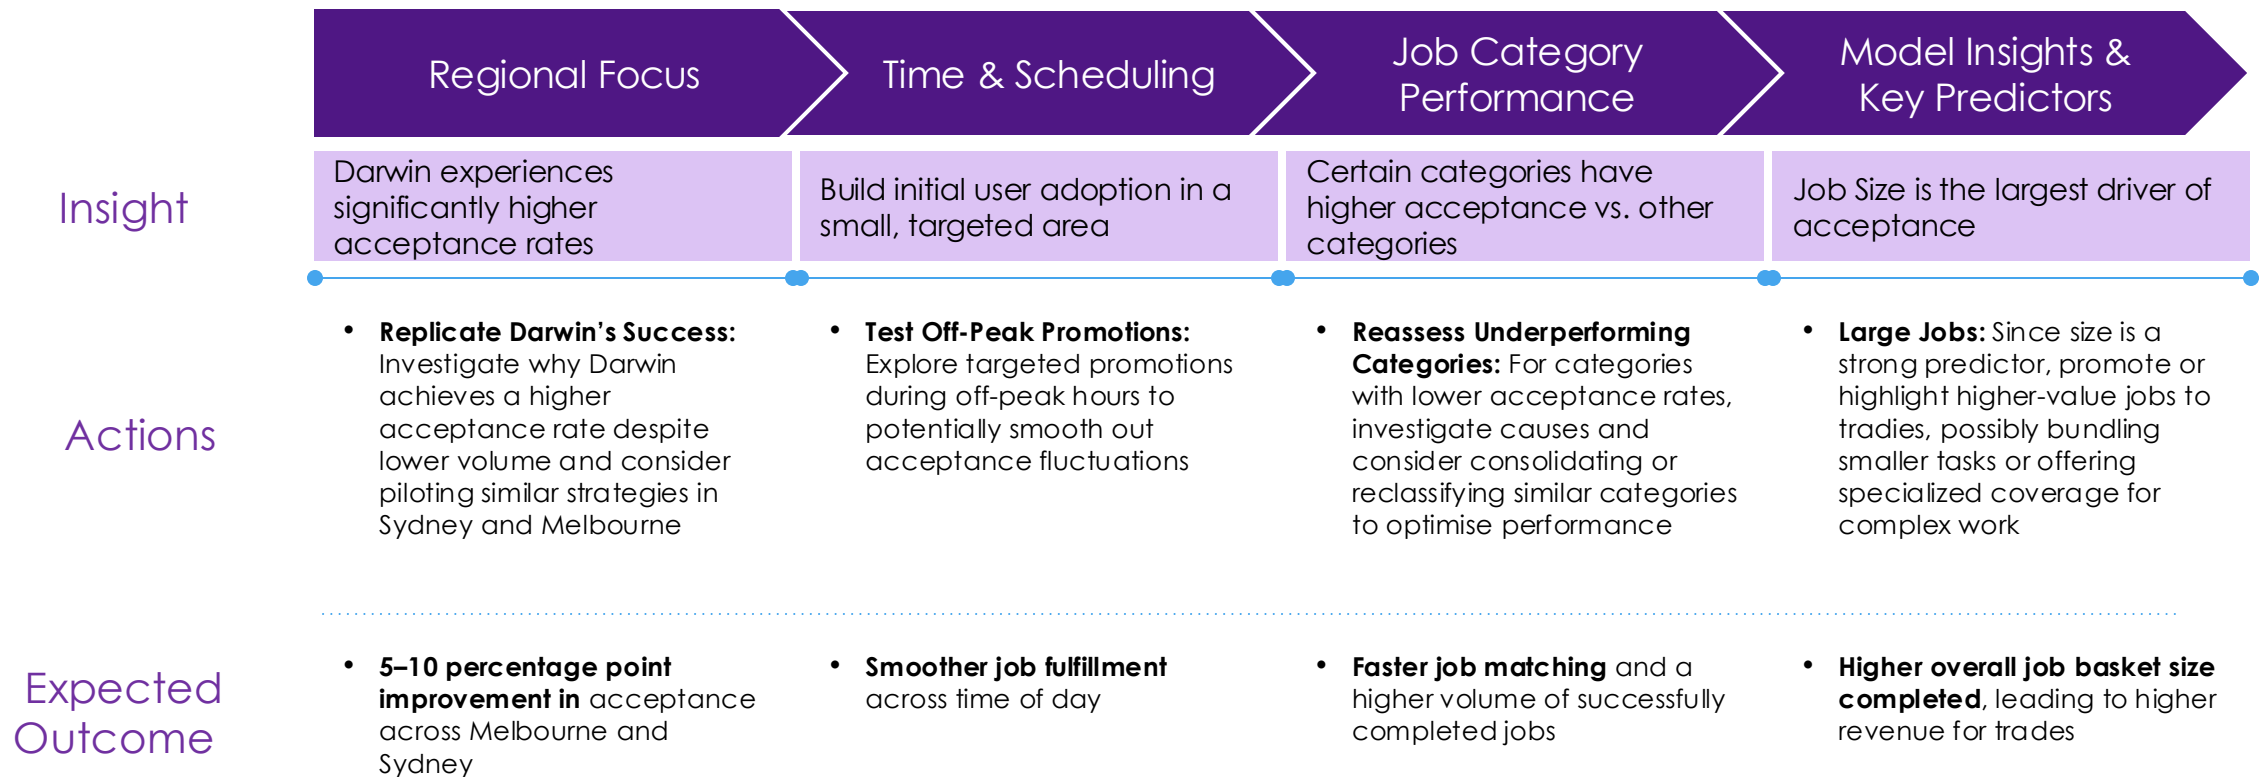 Regional Focus
Time & Scheduling
Job Category
Performance
Model Insights &
Key Predictors
Insight
Darwin experiences
significantly higher
acceptance rates
Build initial user adoption in a
small, targeted area
Certain categories have
higher acceptance vs. other
categories
Job Size is the largest driver of
acceptance
Actions
• Replicate Darwin’s Success:
Investigate why Darwin
achieves a higher
acceptance rate despite
lower volume and consider
piloting similar strategies in
Sydney and Melbourne
• Test Off-Peak Promotions:
Explore targeted promotions
during off-peak hours to
potentially smooth out
acceptance fluctuations
• Reassess Underperforming
Categories: For categories
with lower acceptance rates,
investigate causes and
consider consolidating or
reclassifying similar categories
to optimise performance
• Large Jobs: Since size is a
strong predictor, promote or
highlight higher-value jobs to
tradies, possibly bundling
smaller tasks or offering
specialized coverage for
complex work
Expected
Outcome
• 5–10 percentage point
improvement in acceptance
across Melbourne and
Sydney
• Smoother job fulfillment
across time of day
• Faster job matching and a
higher volume of successfully
completed jobs
• Higher overall job basket size
completed, leading to higher
revenue for trades